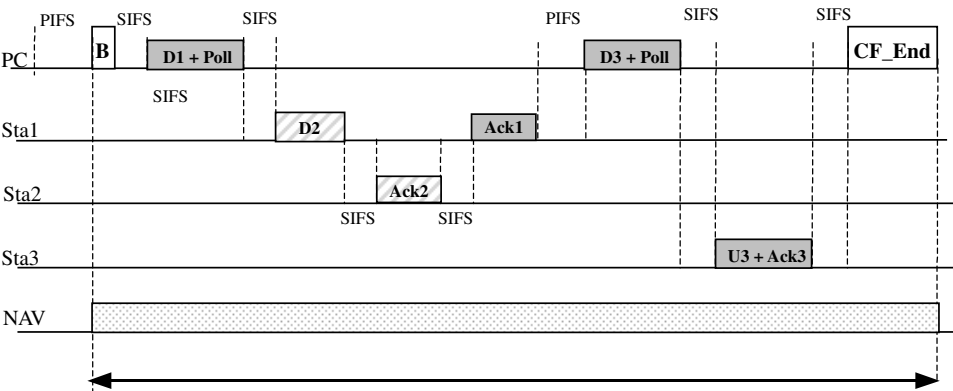 PIFS SIFS SIFS PIFS SIFS SIFS
PC B D1 + Poll D3 + Poll CF_End
SIFS
Sta1 D2 Ack1
Sta2 Ack2
SIFS SIFS
Sta3 U3 + Ack3
NAV